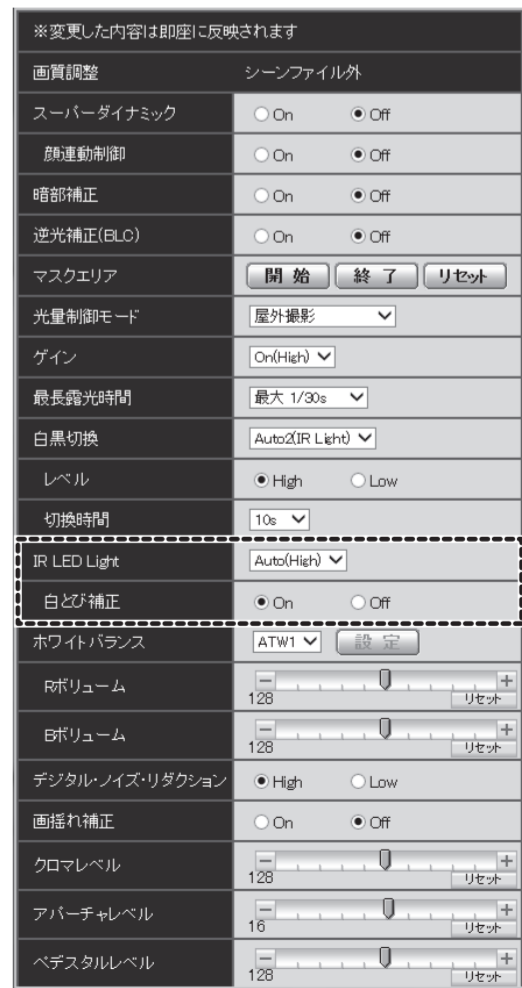 ※変更した内容は即座に反映されます
画質調整 シーンファイル外
スーパーダイナミック On Off
顔連動制御 On Off
暗部補正 On Off
逆光補正(BLC) On Off
マスクエリア 開 始 終 了 リセット
光量制御モード 屋外撮影
ゲイン On(High)
最長露光時間 最大 1/30s
白黒切換 Auto2(IR Light)
レベル High Low
切換時間 10s
IR LED Light Auto(High)
白とび補正 On Off
ホワイトバランス ATW1 設 定
Rボリューム − +
128 リセット
Bボリューム − +
128 リセット
デジタル・ノイズ・リダクション High Low
画揺れ補正 On Off
クロマレベル − +
128 リセット
アパーチャレベル − +
16 リセット
ペデスタルレベル − +
128 リセット